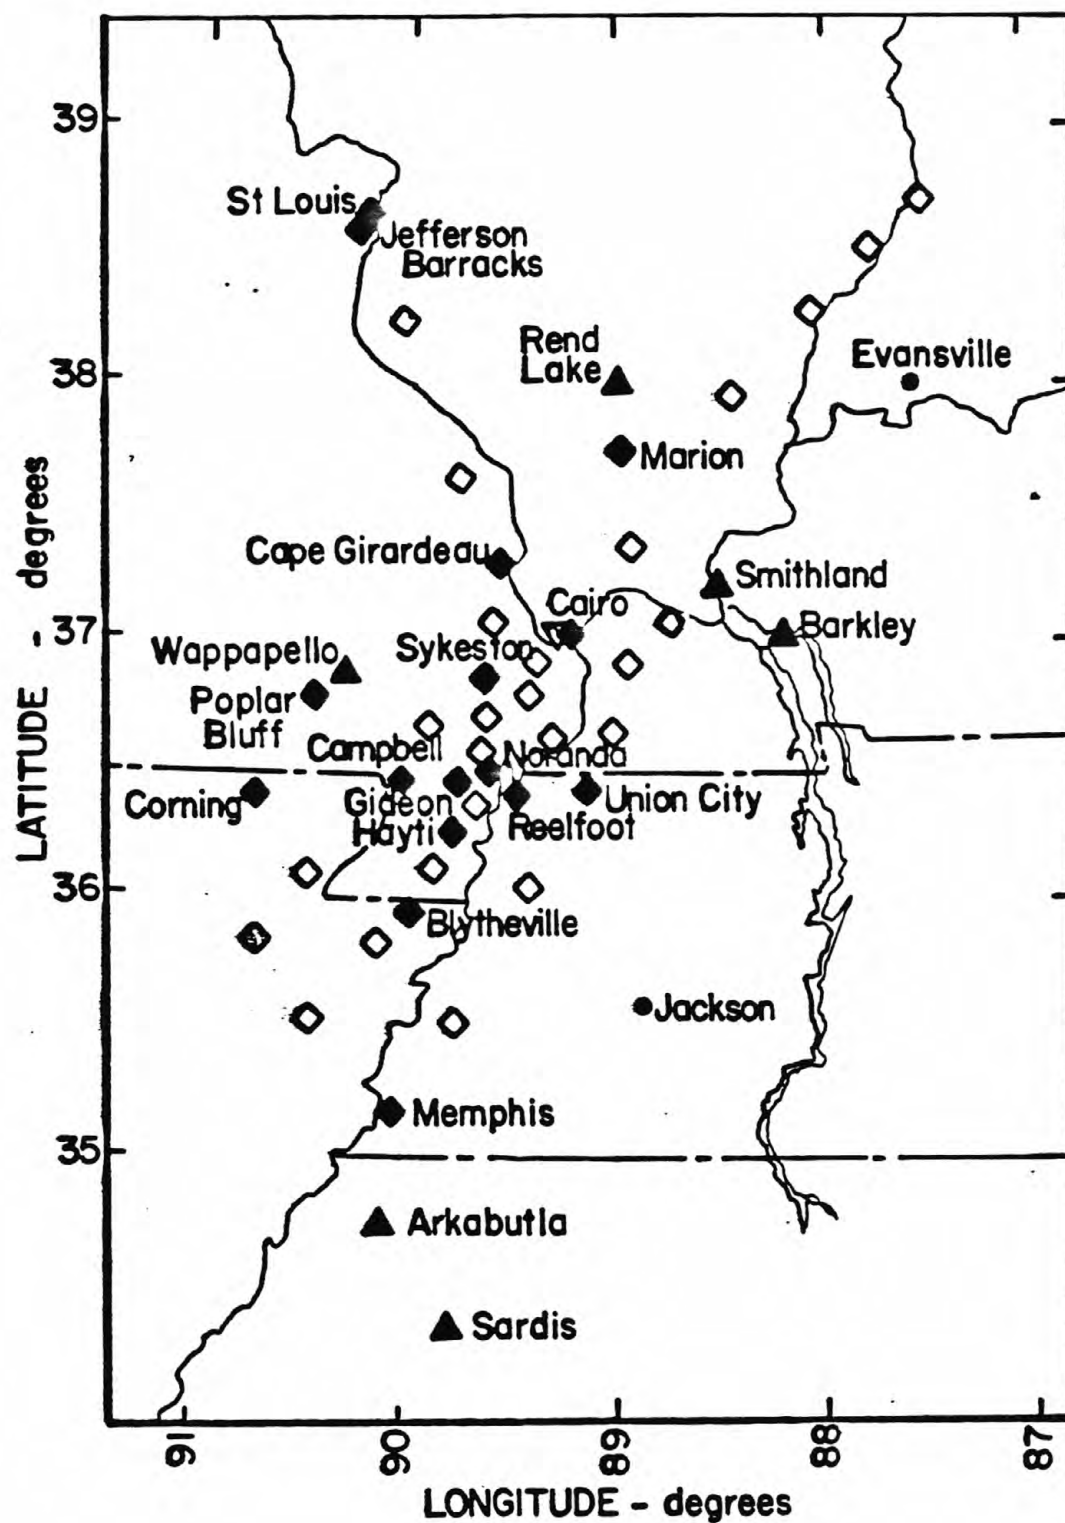 39
St Louis
Jefferson
Barracks
Rend
Lake
Evansville
38
Marion
Cape Girardeau
Smithland
Cairo
37
Barkley
Wappapello
Sykeston
Poplar
Bluff
Campbell
Noranda
Corning
Gideon
Union City
Hayti
Reelfoot
36
Blytheville
Jackson
Memphis
35
Arkabutla
Sardis
LATITUDE - degrees
91
90
89
88
87
LONGITUDE - degrees